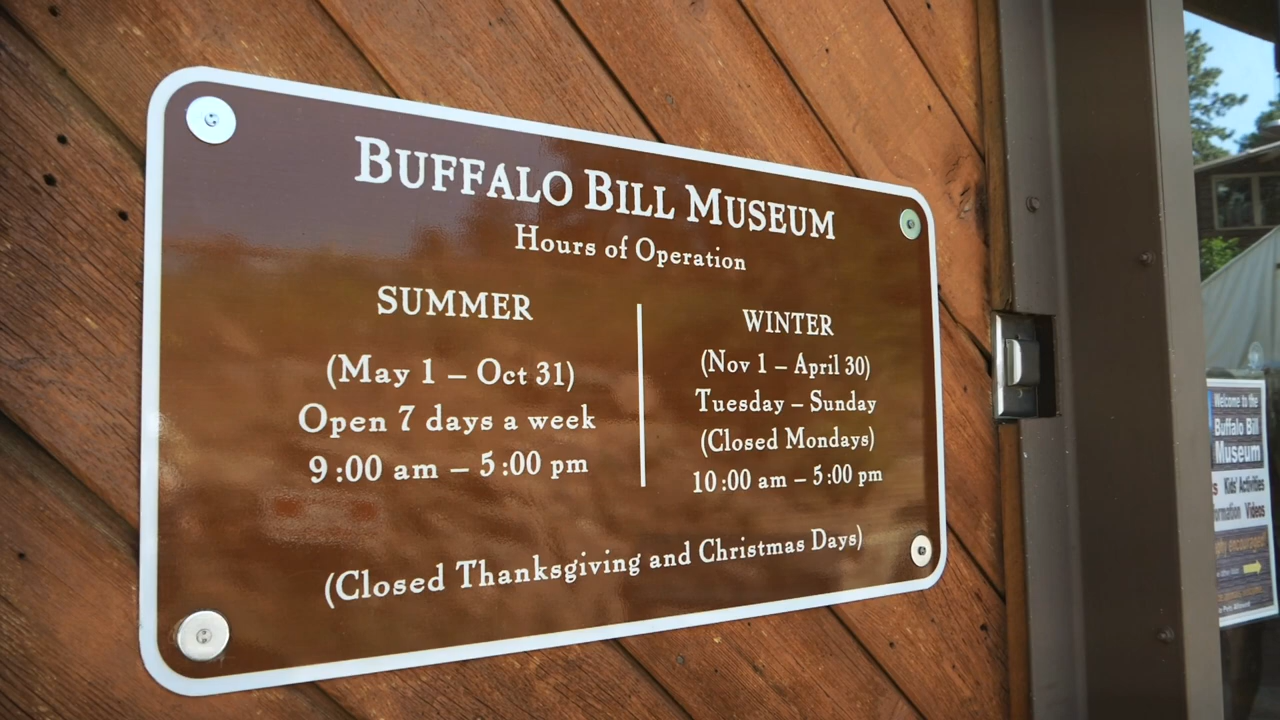 BUFFALO BILL MUSEUM
Hours of Operation
SUMMER
(May 1 – Oct 31)
Open 7 days a week
9:00 am – 5:00 pm
WINTER
(Nov 1 – April 30)
Tuesday – Sunday
(Closed Mondays)
10:00 am – 5:00 pm
(Closed Thanksgiving and Christmas Days)
Welcome to the
Buffalo Bill
Museum
Kids' Activities
Videos